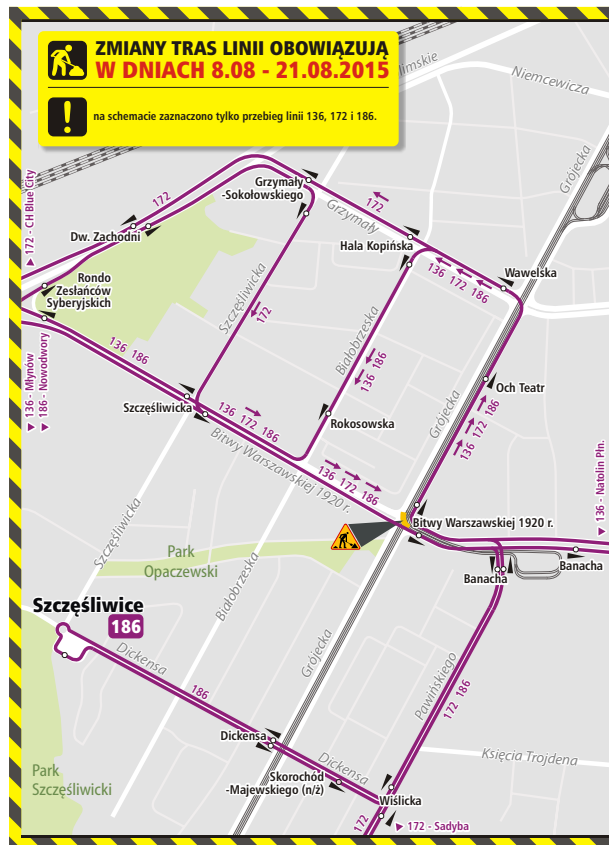 ZMIANY TRAS LINII OBOWIĄZUJĄ
W DNIACH 8.08 - 21.08.2015
na schemacie zaznaczono tylko przebieg linii 136, 172 i 186.
limskie
Niemcewicza
Grójecka
172 - CH Blue City
172
Grzymały
-Sokołowskiego
172
Grzymały
Dw. Zachodni
Hala Kopińska
136 172 186
Wawelska
Rondo
Zesłańców
Syberyjskich
Szczęśliwicka
172
Białobrzeska
136 186
136 - Młynów
186 - Nowodwory
136 186
Szczęśliwicka
136 172 186
Rokosowska
Och Teatr
Grójecka
136 172 186
Bitwy Warszawskiej 1920 r.
136 172 186
136 - Natolin Płn.
Bitwy Warszawskiej 1920 r.
Szczęśliwicka
Park
Opaczewski
Białobrzeska
Banacha
Banacha
Szczęśliwice
186
Dickensa
186
Grójecka
Pawińskiego
172 186
Dickensa
Dickensa
Księcia Trojdena
Park
Szczęśliwicki
Skorochód
-Majewskiego (n/ż)
Wiślicka
172
172 - Sadyba